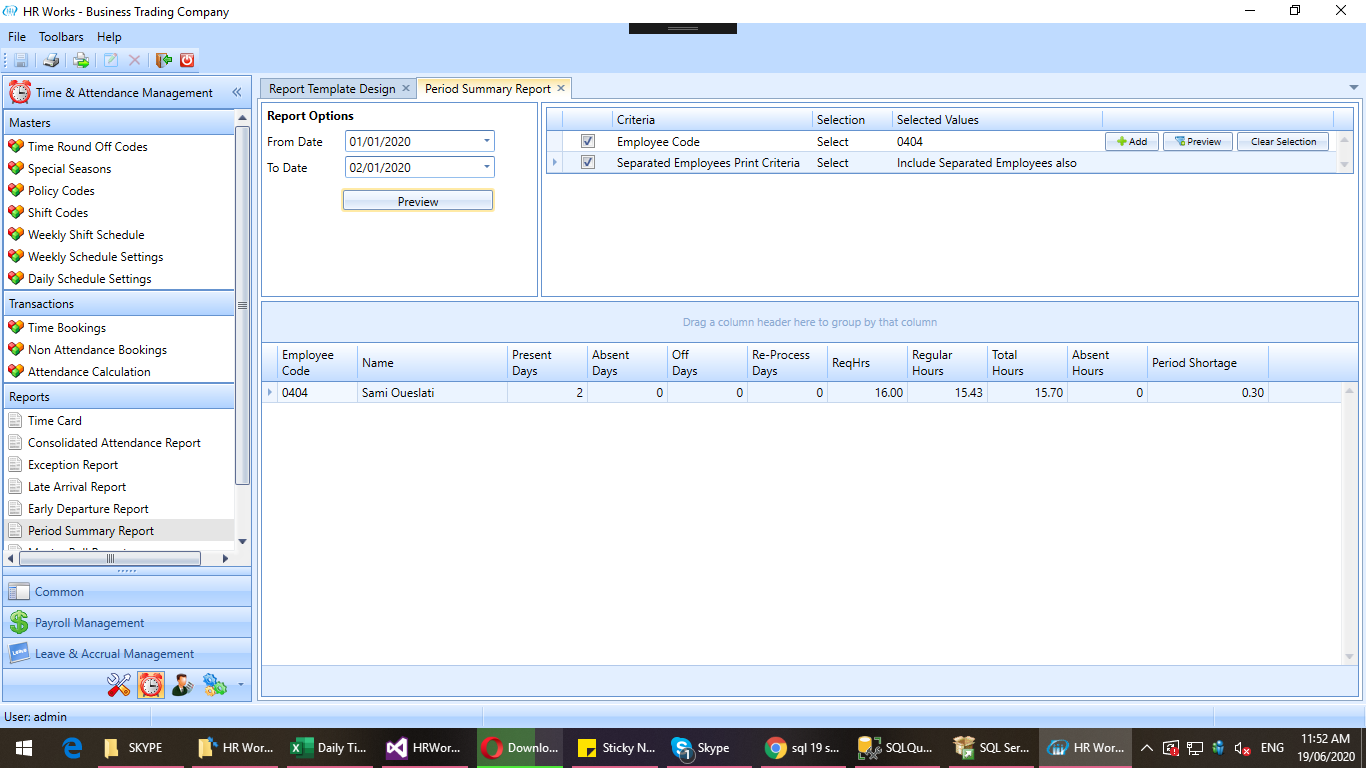 HR Works - Business Trading Company
File Toolbars Help
Time & Attendance Management
Masters
Time Round Off Codes
Special Seasons
Policy Codes
Shift Codes
Weekly Shift Schedule
Weekly Schedule Settings
Daily Schedule Settings
Transactions
Time Bookings
Non Attendance Bookings
Attendance Calculation
Reports
Time Card
Consolidated Attendance Report
Exception Report
Late Arrival Report
Early Departure Report
Period Summary Report
Common
Payroll Management
Leave & Accrual Management
Report Template Design Period Summary Report
Report Options
From Date 01/01/2020
To Date 02/01/2020
Preview
Criteria Selection Selected Values
Employee Code Select 0404 Add Preview Clear Selection
Separated Employees Print Criteria Select Include Separated Employees also
Drag a column header here to group by that column
Employee Code Name Present Days Absent Days Off Days Re-Process Days ReqHrs Regular Hours Total Hours Absent Hours Period Shortage
0404 Sami Oueslati 2 0 0 0 16.00 15.43 15.70 0 0.30
User: admin
SKYPE HR Wor... Daily Ti... HRWor... Downlo... Sticky N... 1 Skype sql 19 s... SQLQu... SQL Ser... HR Wor... ENG
11:52 AM
19/06/2020